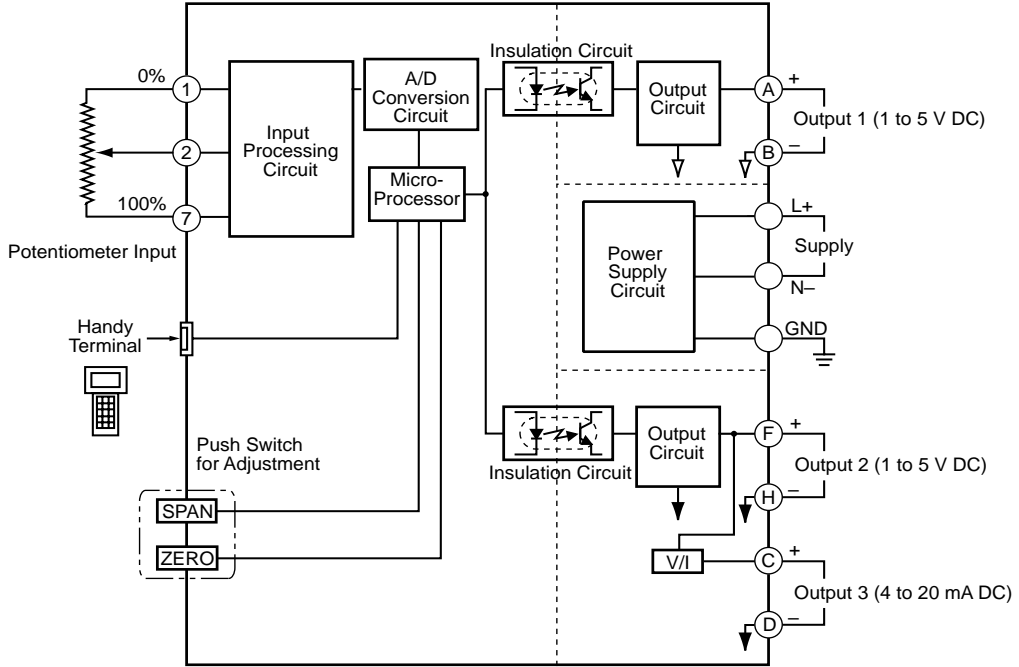 0%
1
2
100%
7
Potentiometer Input
Input
Processing
Circuit
A/D
Conversion
Circuit
Micro-
Processor
Insulation Circuit
Output
Circuit
A
+
Output 1 (1 to 5 V DC)
B
–
Power
Supply
Circuit
L+
Supply
N–
GND
Handy
Terminal
Insulation Circuit
Output
Circuit
F
+
Output 2 (1 to 5 V DC)
H
–
V/I
C
+
Output 3 (4 to 20 mA DC)
D
–
Push Switch
for Adjustment
SPAN
ZERO